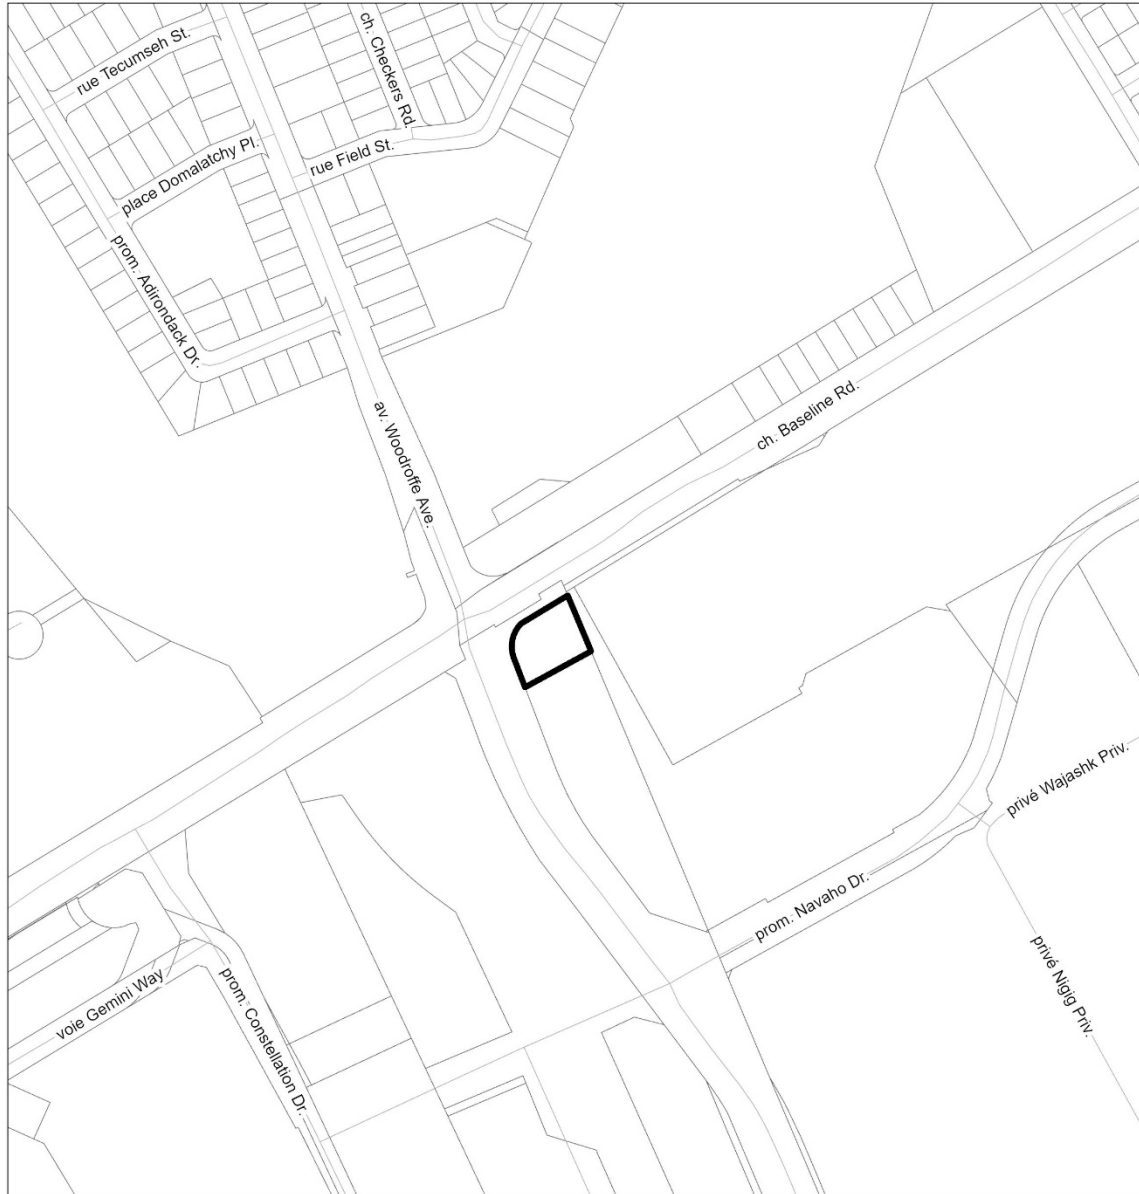 rue Tecumseh St.
ch. Checkers Rd.
rue Field St.
place Domalatchy Pl.
prom. Adirondack Dr.
av. Woodroffe Ave.
ch. Baseline Rd.
privé Wajashk Priv.
prom. Navaho Dr.
privé Nigig Priv.
voie Gemini Way
prom. Constellation Dr.